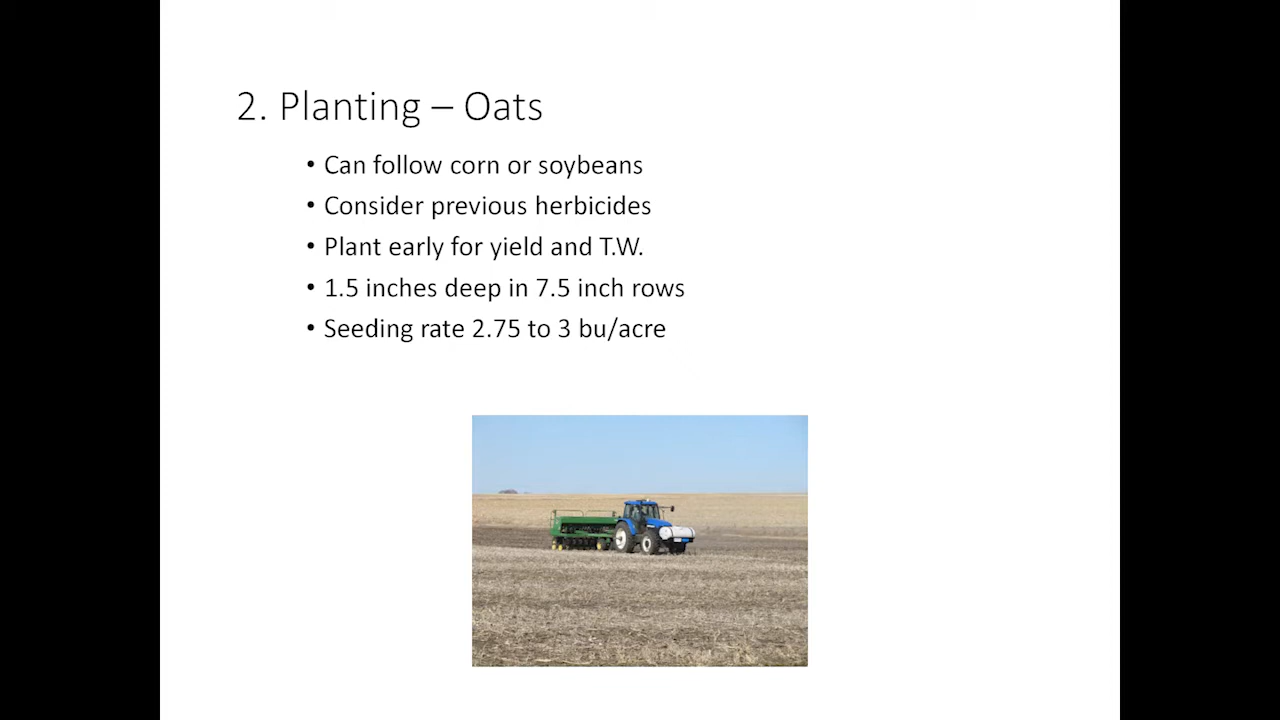 2. Planting – Oats
• Can follow corn or soybeans
• Consider previous herbicides
• Plant early for yield and T.W.
• 1.5 inches deep in 7.5 inch rows
• Seeding rate 2.75 to 3 bu/acre